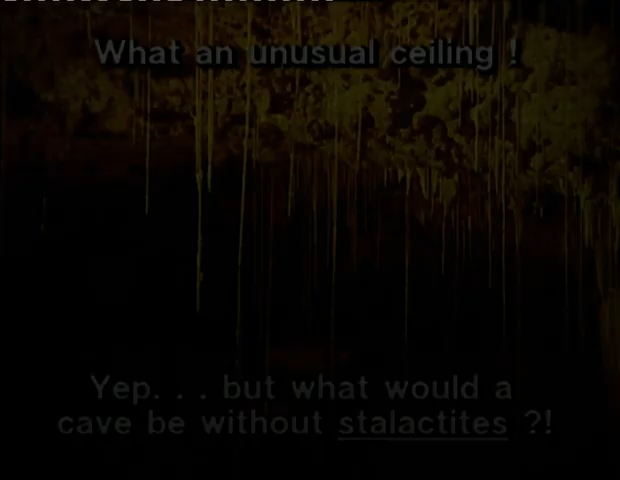 What an unusual ceiling !
Yep. . . but what would a
cave be without stalactites ?!